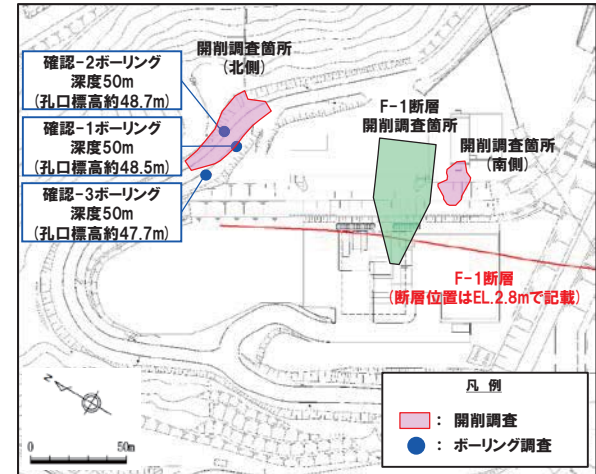 開削調査箇所
(北側)
確認-2ボーリング
深度50m
(孔口標高約48.7m)
確認-1ボーリング
深度50m
(孔口標高約48.5m)
確認-3ボーリング
深度50m
(孔口標高約47.7m)
F-1断層
開削調査箇所
開削調査箇所
(南側)
F-1断層
(断層位置はEL.2.8mで記載)
N
0 50m
凡 例
: 開削調査
: ボーリング調査